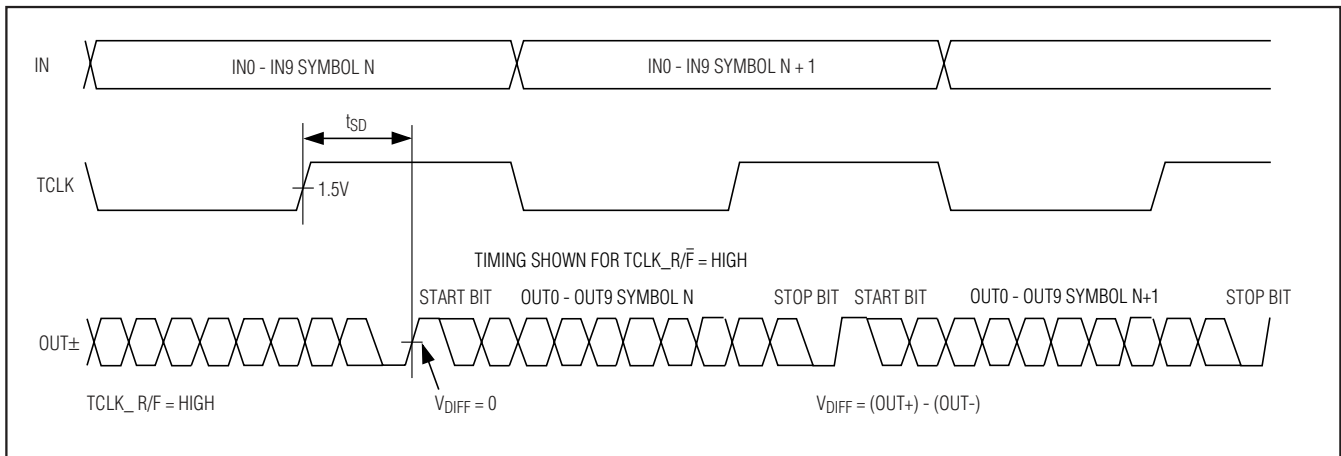 IN
IN0 - IN9 SYMBOL N
IN0 - IN9 SYMBOL N + 1
tSD
TCLK
1.5V
TIMING SHOWN FOR TCLK_R/F̅ = HIGH
START BIT
OUT0 - OUT9 SYMBOL N
STOP BIT
START BIT
OUT0 - OUT9 SYMBOL N+1
STOP BIT
OUT±
TCLK_ R/F = HIGH
VDIFF = 0
VDIFF = (OUT+) - (OUT-)